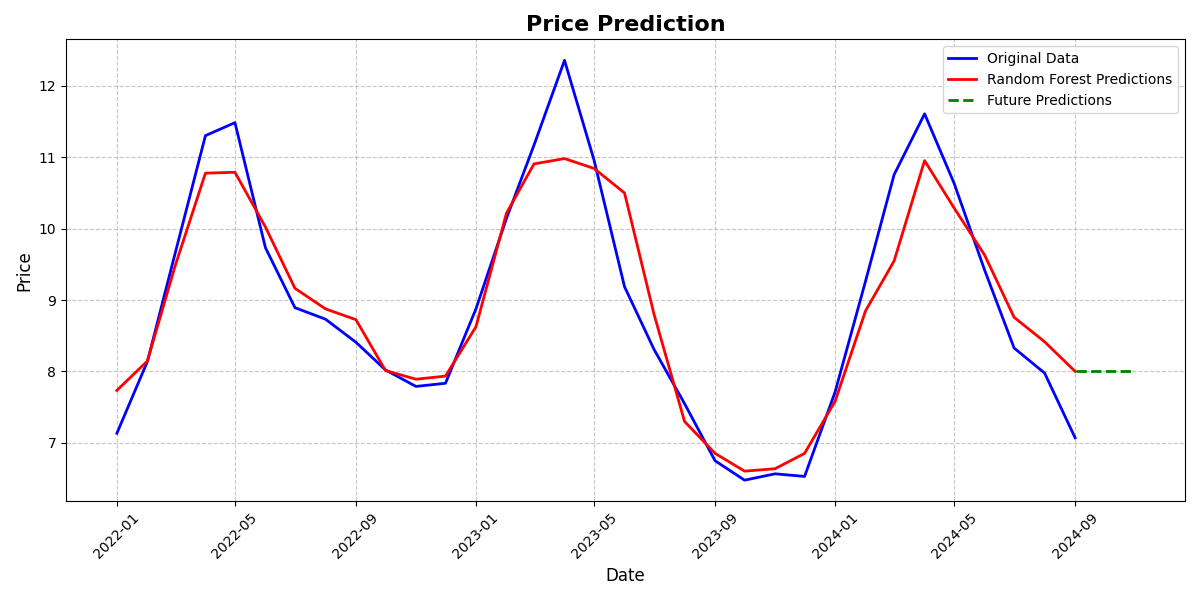 Price Prediction
Original Data
Random Forest Predictions
Future Predictions
Price
12
11
10
9
8
7
2022-01
2022-05
2022-09
2023-01
2023-05
2023-09
2024-01
2024-05
2024-09
Date